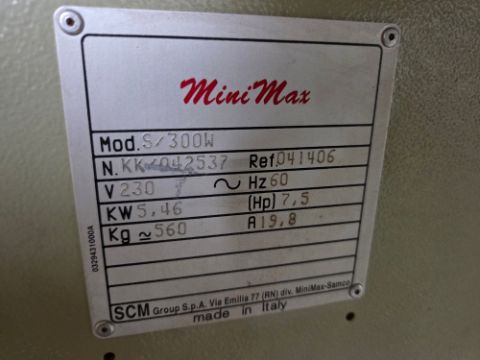 MiniMax
Mod. S/300W
N. KK/042537 Ref. 041406
V 230 ~ Hz 60
KW 5,46 (Hp) 7,5
Kg ≃ 560 A 19,8
0329431000A
SCM Group S.p.A. Via Emilia 77 (RN) div. MiniMax-Samco
made in Italy